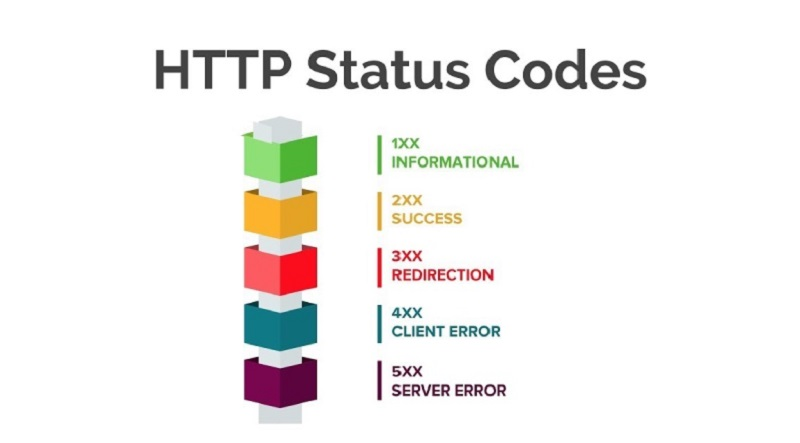 HTTP Status Codes
1XX
INFORMATIONAL
2XX
SUCCESS
3XX
REDIRECTION
4XX
CLIENT ERROR
5XX
SERVER ERROR